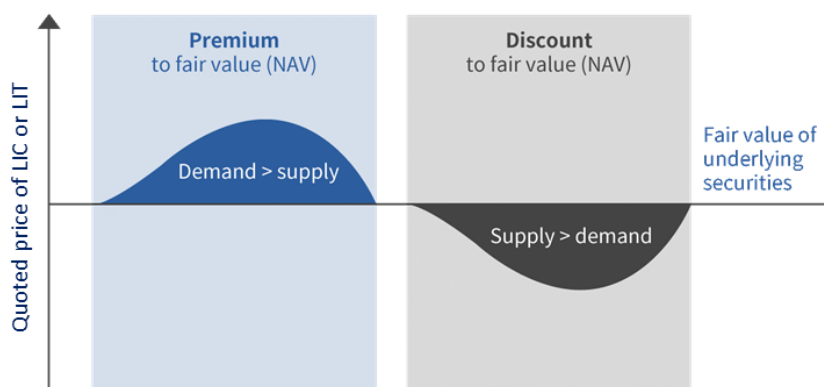 Premium
to fair value (NAV)
Discount
to fair value (NAV)
Quoted price of LIC or LIT
Demand > supply
Fair value of
underlying
securities
Supply > demand